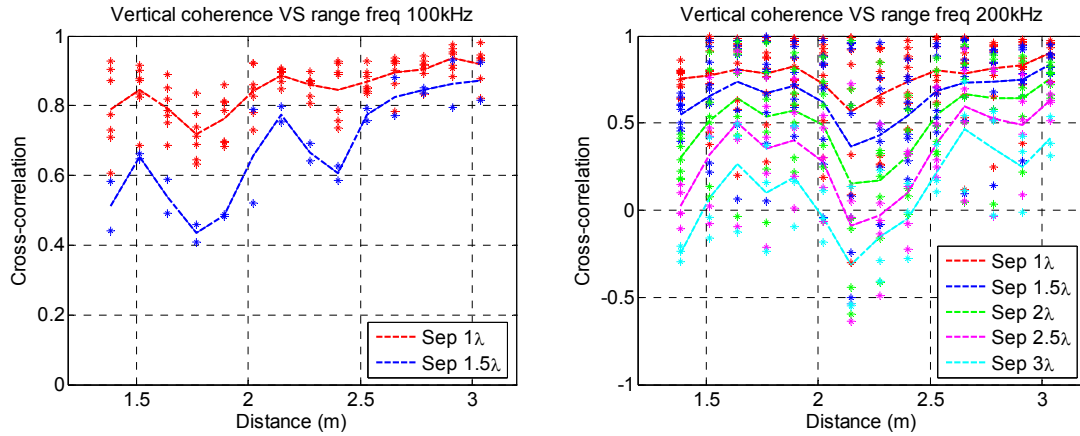 Vertical coherence VS range freq 100kHz
1
0.8
0.6
0.4
0.2
0
Cross-correlation
1.5
2
2.5
3
Distance (m)
Sep 1λ
Sep 1.5λ
Vertical coherence VS range freq 200kHz
1
0.5
0
-0.5
-1
Cross-correlation
1.5
2
2.5
3
Distance (m)
Sep 1λ
Sep 1.5λ
Sep 2λ
Sep 2.5λ
Sep 3λ